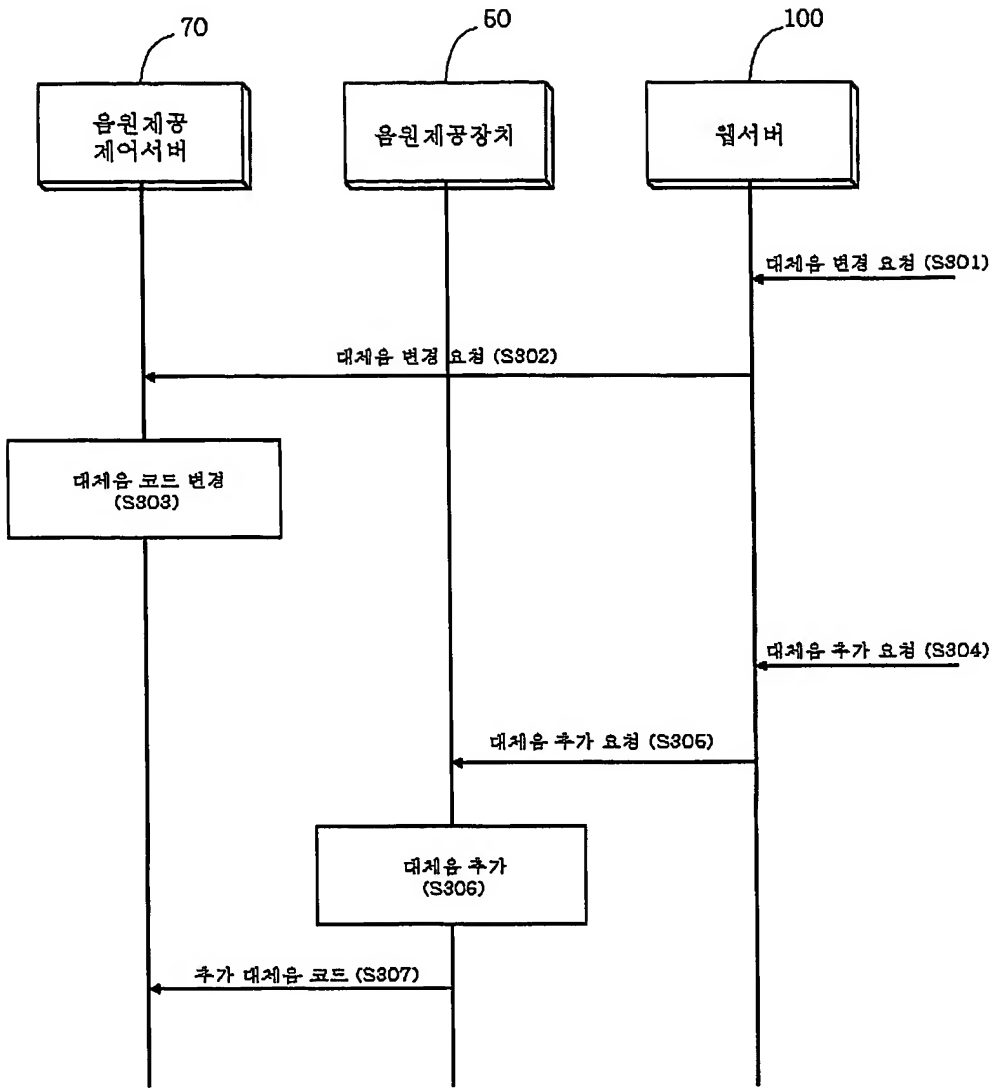 70
50
100
음원제공
제어서버
음원제공장치
웹서버
대체음 변경 요청 (S301)
대체음 변경 요청 (S302)
대체음 코드 변경
(S303)
대체음 추가 요청 (S304)
대체음 추가 요청 (S305)
대체음 추가
(S306)
추가 대체음 코드 (S307)